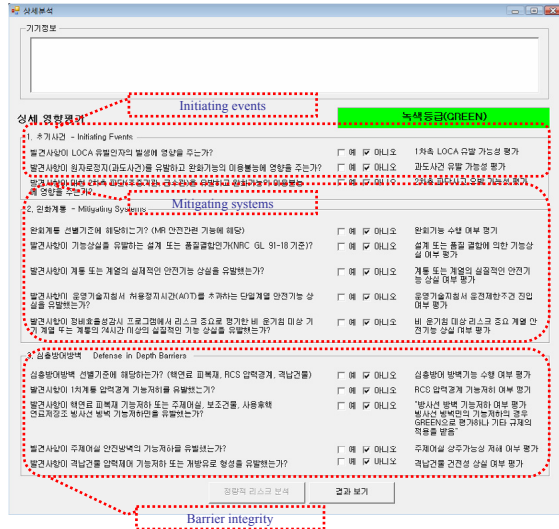 상세분석
기기정보
Initiating events
상세 영향평가
녹색등급(GREEN)
1. 초기사건 - Initiating Events
발견사항이 LOCA 유발인자의 발생에 영향을 주는가? 예 아니오 1차측 LOCA 유발 가능성 평가
발견사항이 원자로정지(과도사건)를 유발하고 완화기능의 이용불능에 영향을 주는가? 예 아니오 과도사건 유발 가능성 평가
예 아니오
에 영향을 주는가?
Mitigating systems
2. 완화계통 - Mitigating Systems
완화계통 선별기준에 해당하는가? (MR 안전관련 기능에 해당) 예 아니오 완화기능 수행 여부 평가
발견사항이 기능상실을 유발하는 설계 또는 품질결함인가(NRC GL 91-18 기준)? 예 아니오 설계 또는 품질 결함에 의한 기능상
실 여부 평가
발견사항이 계통 또는 계열의 실제적인 안전기능 상실을 유발했는가? 예 아니오 계통 또는 계열의 실질적인 안전기
능 상실 여부 평가
발견사항이 운영기술지침서 허용정지시간(AOT)를 초과하는 단일계열 안전기능 상 예 아니오 운영기술지침서 운전제한주건 진입
실을 유발했는가? 여부 평가
발견사항이 정비효율성감시 프로그램에서 리스크 중요로 평가한 비 운기침 대상 기 예 아니오 비 운기침 대상 리스크 중요 계열 안
기 계열 또는 계통의 24시간 이상의 실질적인 기능 상실을 유발했는가? 전기능 상실 여부 평가
3. 심층방어방벽 Defense in Depth Barriers
심층방어방벽 선별기준에 해당하는가? (핵연료 피복재, RCS 압력경계, 격납건물) 예 아니오 심층방어 방벽기능 수행 여부 평가
발견사항이 1차계통 압력경계 기능저하를 유발했는가? 예 아니오 RCS 압력경계 기능저하 여부 평가
발견사항이 핵연료 피복재 기능저하 또는 주제어실, 보조건물, 사용후핵 예 아니오 "방사선 방벽 기능저하 여부 평가
연료저장조 방사선 방벽 기능저하만을 유발했는가? 방사선 방벽만의 기능저하의 경우
GREEN으로 평가하나 기타 규제의
적용을 받음"
발견사항이 주제어실 안전방벽의 기능저하를 유발했는가? 예 아니오 주제어실 상주가능성 저해 여부 평가
발견사항이 격납건물 압력제어 기능저하 또는 개방유로 형성을 유발했는가? 예 아니오 격납건물 건전성 상실 여부 평가
정량적 리스크 분석 결과 보기
Barrier integrity